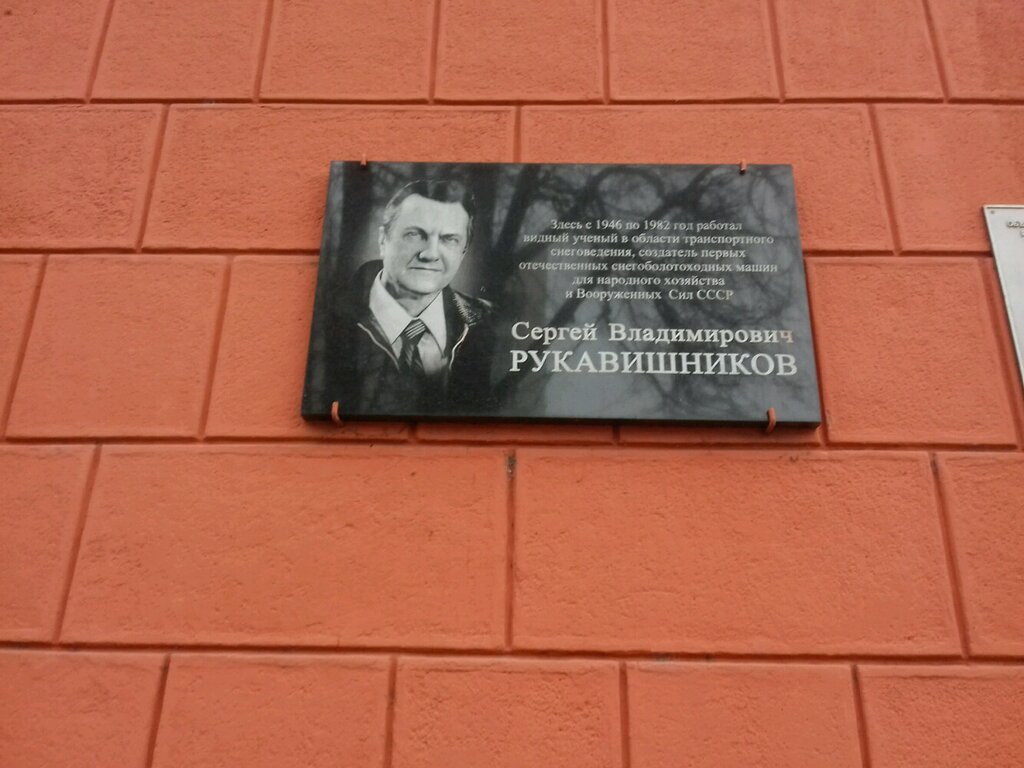 Здесь с 1946 по 1982 год работал
видный ученый в области транспортного
снеговедения, создатель первых
отечественных снегоболотоходных машин
для народного хозяйства
и Вооруженных Сил СССР
Сергей Владимирович
РУКАВИШНИКОВ